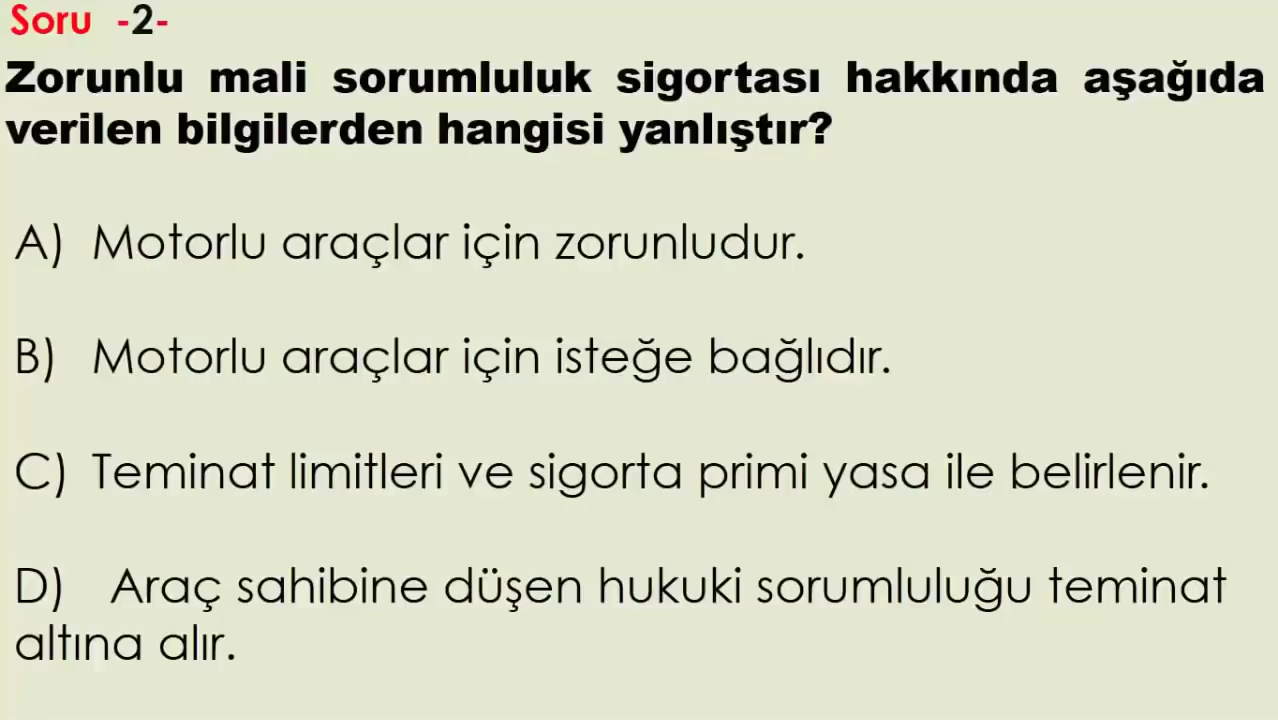 Soru -2-
Zorunlu mali sorumluluk sigortası hakkında aşağıda
verilen bilgilerden hangisi yanlıştır?
A) Motorlu araçlar için zorunludur.
B) Motorlu araçlar için isteğe bağlıdır.
C) Teminat limitleri ve sigorta primi yasa ile belirlenir.
D) Araç sahibine düşen hukuki sorumluluğu teminat
altına alır.